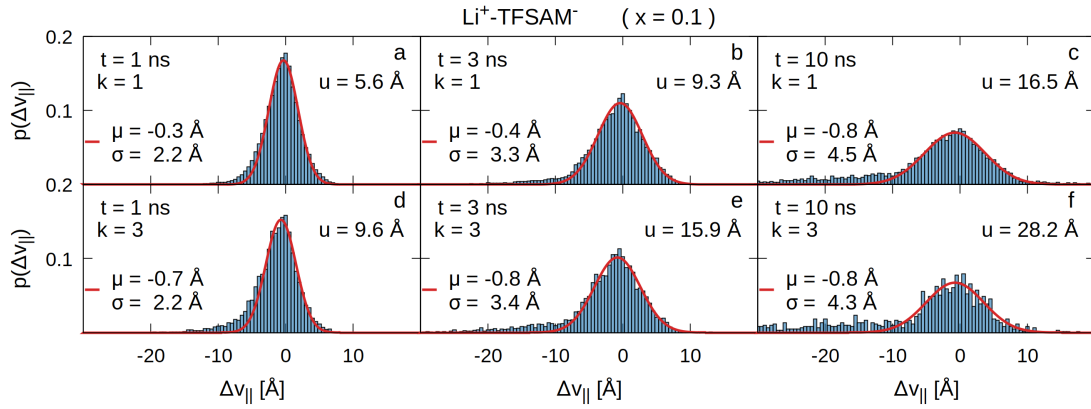 Li⁺-TFSAM⁻ ( x = 0.1 )
0.2
0.1
0.2
0.1
p(Δv||)
p(Δv||)
t = 1 ns
a
k = 1
u = 5.6 Å
μ = -0.3 Å
σ = 2.2 Å
t = 3 ns
b
k = 1
u = 9.3 Å
μ = -0.4 Å
σ = 3.3 Å
t = 10 ns
c
k = 1
u = 16.5 Å
μ = -0.8 Å
σ = 4.5 Å
t = 1 ns
d
k = 3
u = 9.6 Å
μ = -0.7 Å
σ = 2.2 Å
t = 3 ns
e
k = 3
u = 15.9 Å
μ = -0.8 Å
σ = 3.4 Å
t = 10 ns
f
k = 3
u = 28.2 Å
μ = -0.8 Å
σ = 4.3 Å
-20 -10 0 10
-20 -10 0 10
-20 -10 0 10
Δv|| [Å]
Δv|| [Å]
Δv|| [Å]